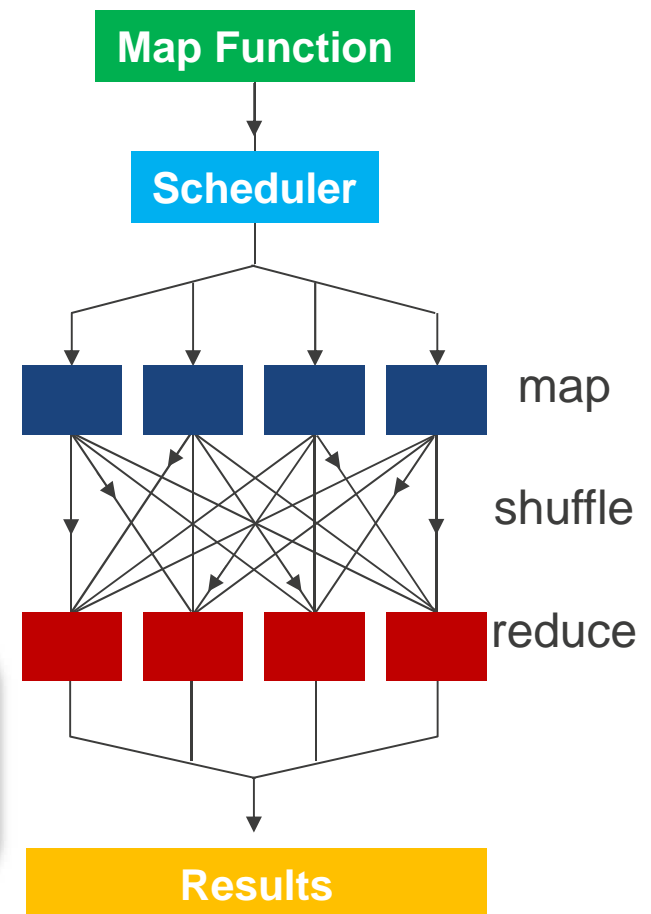 Map Function
Scheduler
map
shuffle
reduce
Results